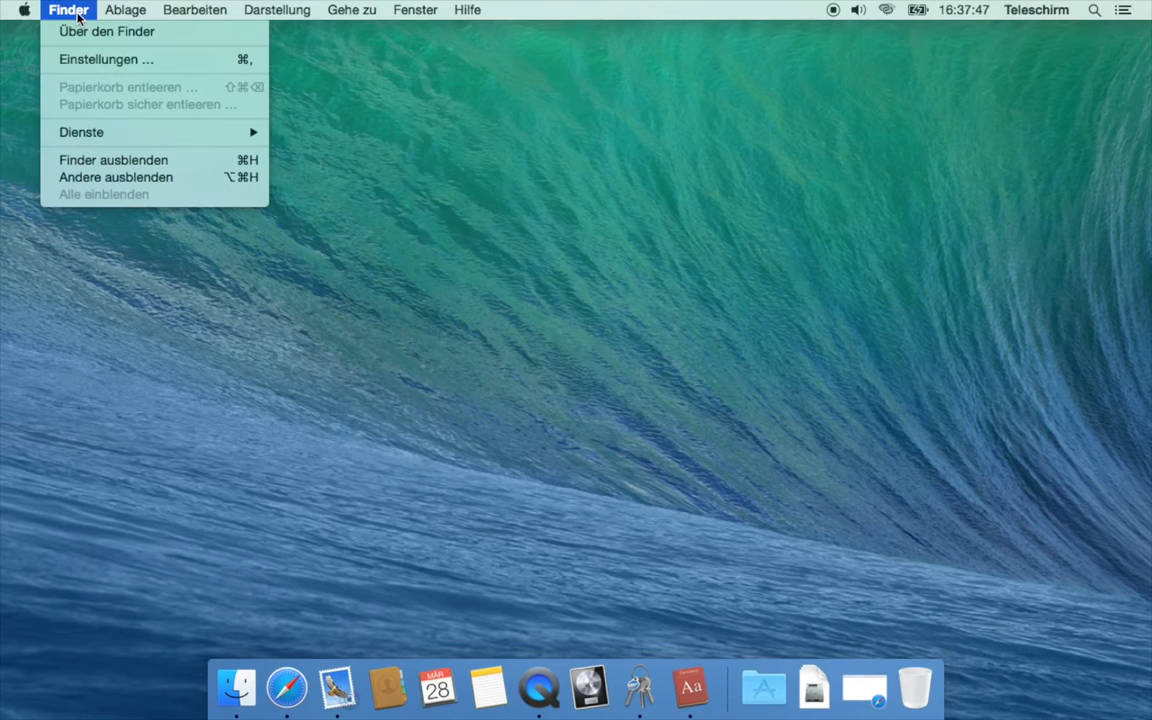 Finder Ablage Bearbeiten Darstellung Gehe zu Fenster Hilfe 16:37:47 Teleschirm
Über den Finder
Einstellungen … ⌘,
Papierkorb entleeren … ⇧⌘⌫
Papierkorb sicher entleeren …
Dienste
Finder ausblenden ⌘H
Andere ausblenden ⌥⌘H
Alle einblenden
MÄR
28
Aa